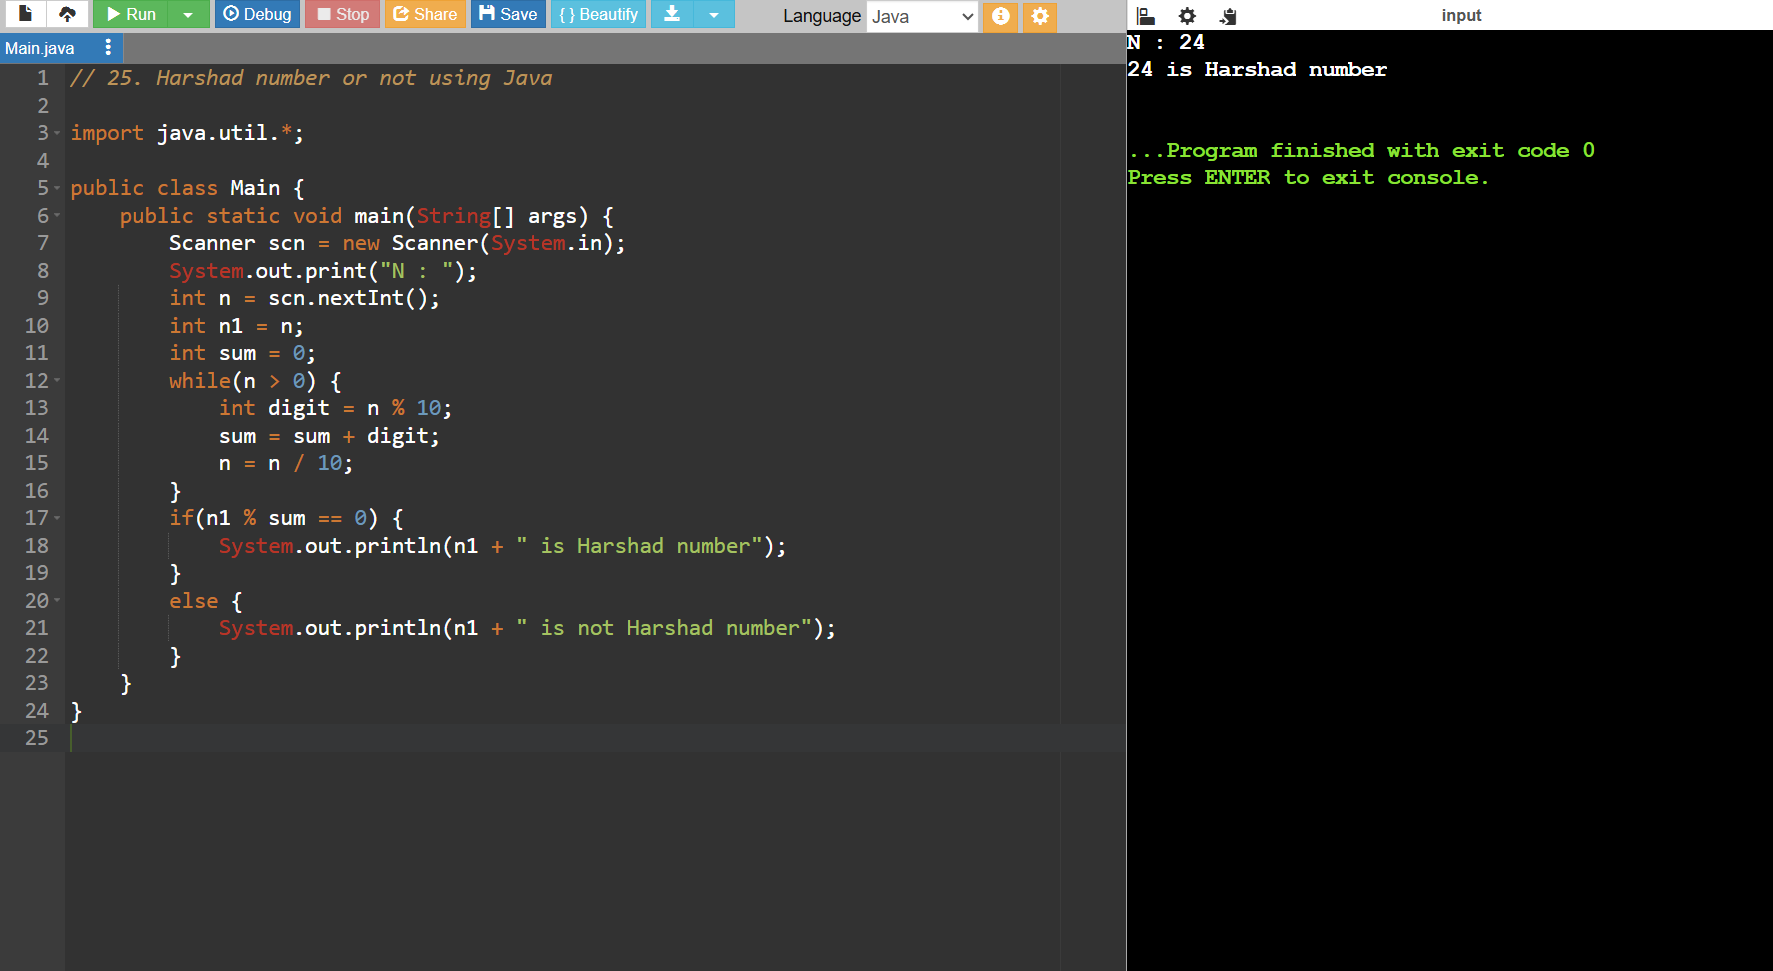 Run Debug Stop Share Save { } Beautify Language Java
Main.java
1 // 25. Harshad number or not using Java
2
3 import java.util.*;
4
5 public class Main {
6     public static void main(String[] args) {
7         Scanner scn = new Scanner(System.in);
8         System.out.print("N : ");
9         int n = scn.nextInt();
10         int n1 = n;
11         int sum = 0;
12         while(n > 0) {
13             int digit = n % 10;
14             sum = sum + digit;
15             n = n / 10;
16         }
17         if(n1 % sum == 0) {
18             System.out.println(n1 + " is Harshad number");
19         }
20         else {
21             System.out.println(n1 + " is not Harshad number");
22         }
23     }
24 }
25
input
N : 24
24 is Harshad number
...Program finished with exit code 0
Press ENTER to exit console.